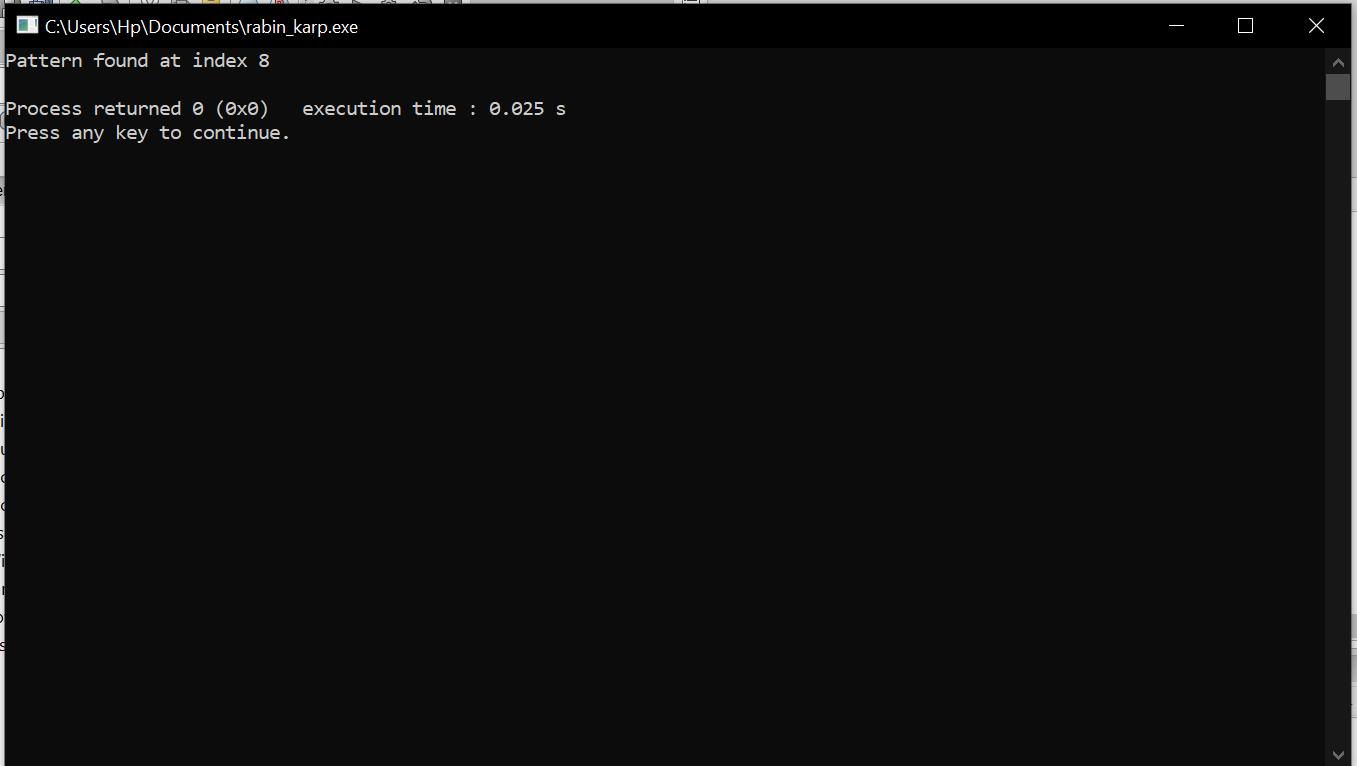 C:\Users\Hp\Documents\rabin_karp.exe
Pattern found at index 8
Process returned 0 (0x0)   execution time : 0.025 s
Press any key to continue.